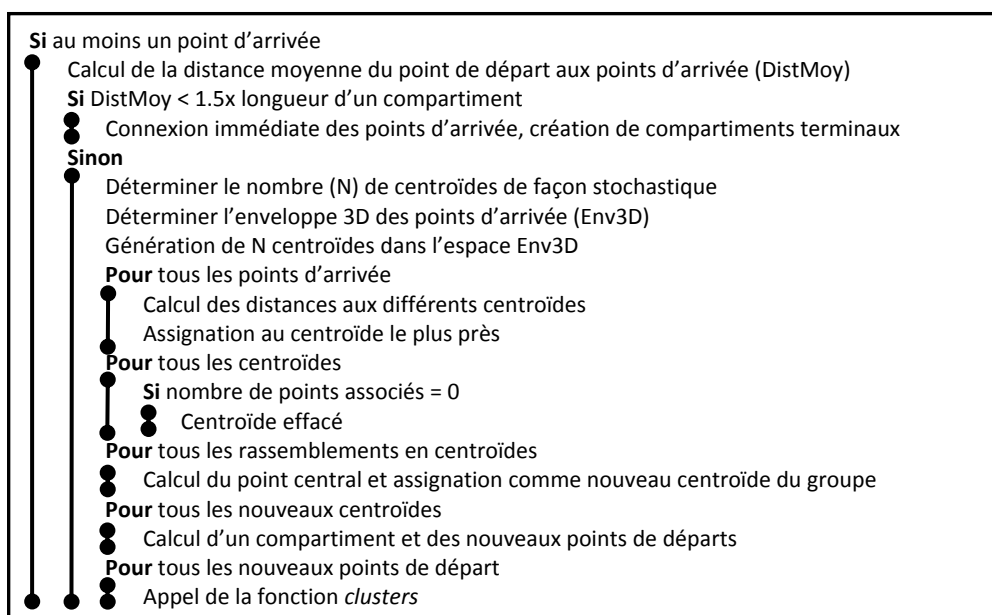 Si au moins un point d’arrivée
Calcul de la distance moyenne du point de départ aux points d’arrivée (DistMoy)
Si DistMoy < 1.5x longueur d’un compartiment
Connexion immédiate des points d’arrivée, création de compartiments terminaux
Sinon
Déterminer le nombre (N) de centroïdes de façon stochastique
Déterminer l’enveloppe 3D des points d’arrivée (Env3D)
Génération de N centroïdes dans l’espace Env3D
Pour tous les points d’arrivée
Calcul des distances aux différents centroïdes
Assignation au centroïde le plus près
Pour tous les centroïdes
Si nombre de points associés = 0
Centroïde effacé
Pour tous les rassemblements en centroïdes
Calcul du point central et assignation comme nouveau centroïde du groupe
Pour tous les nouveaux centroïdes
Calcul d’un compartiment et des nouveaux points de départs
Pour tous les nouveaux points de départ
Appel de la fonction clusters